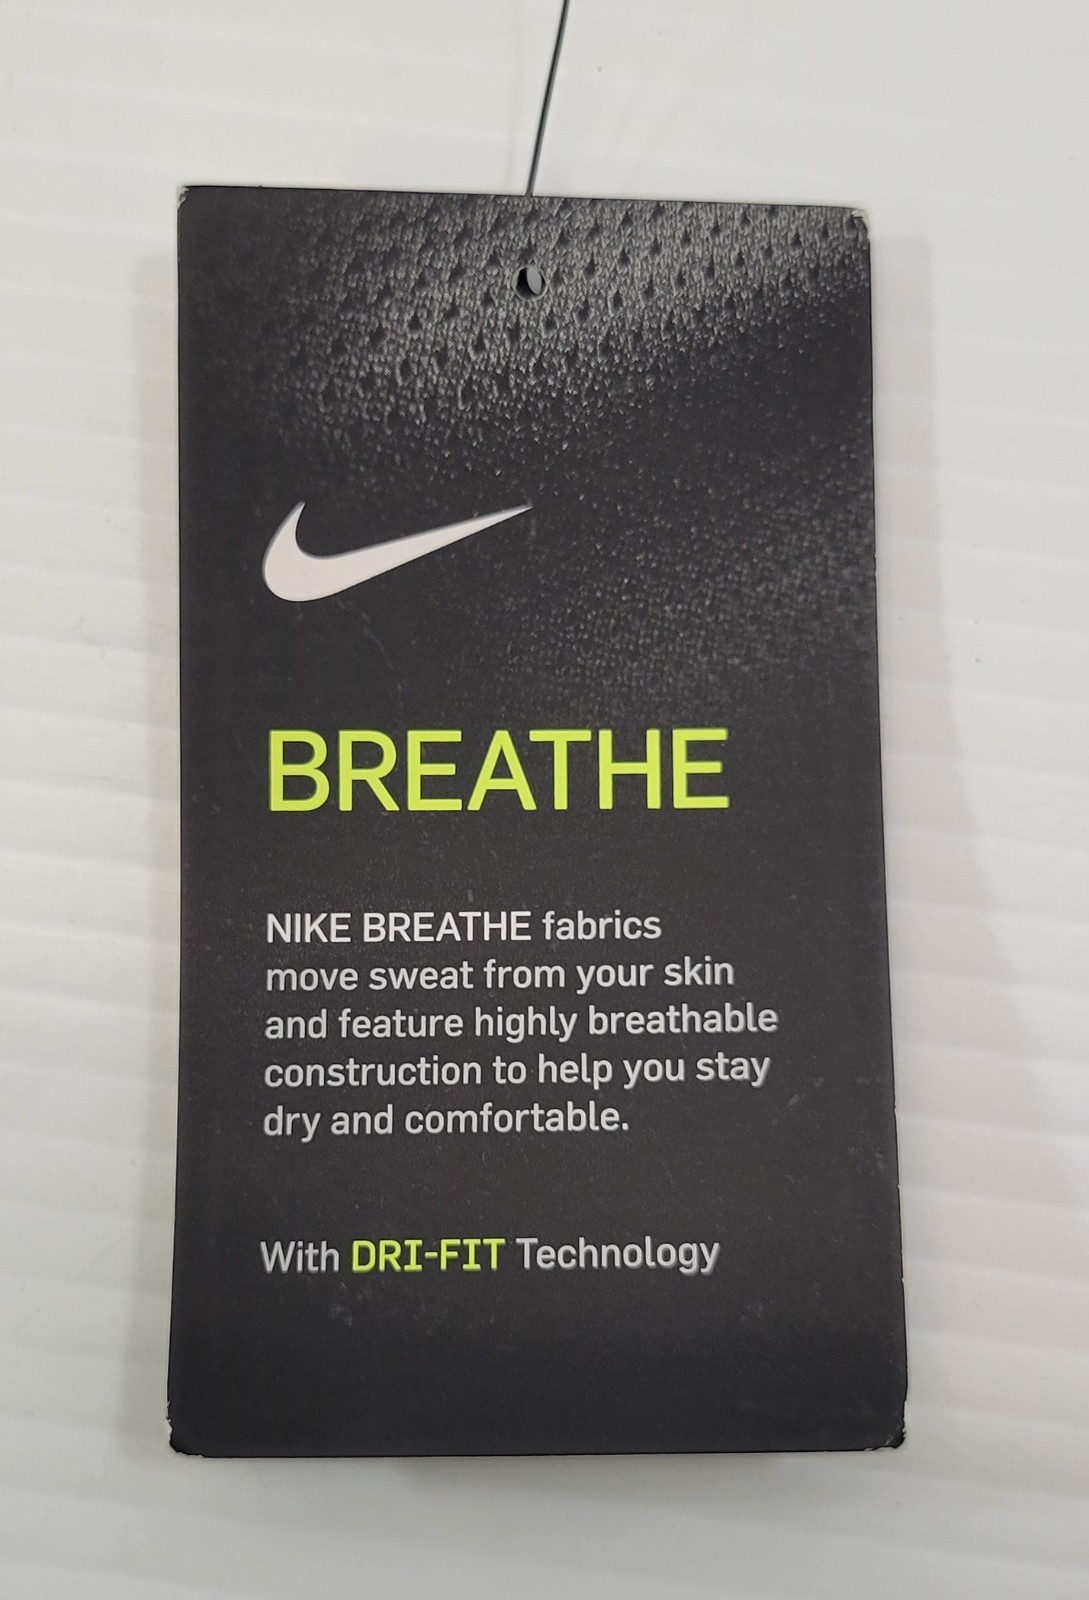 BREATHE
NIKE BREATHE fabrics
move sweat from your skin
and feature highly breathable
construction to help you stay
dry and comfortable.
With DRI-FIT Technology